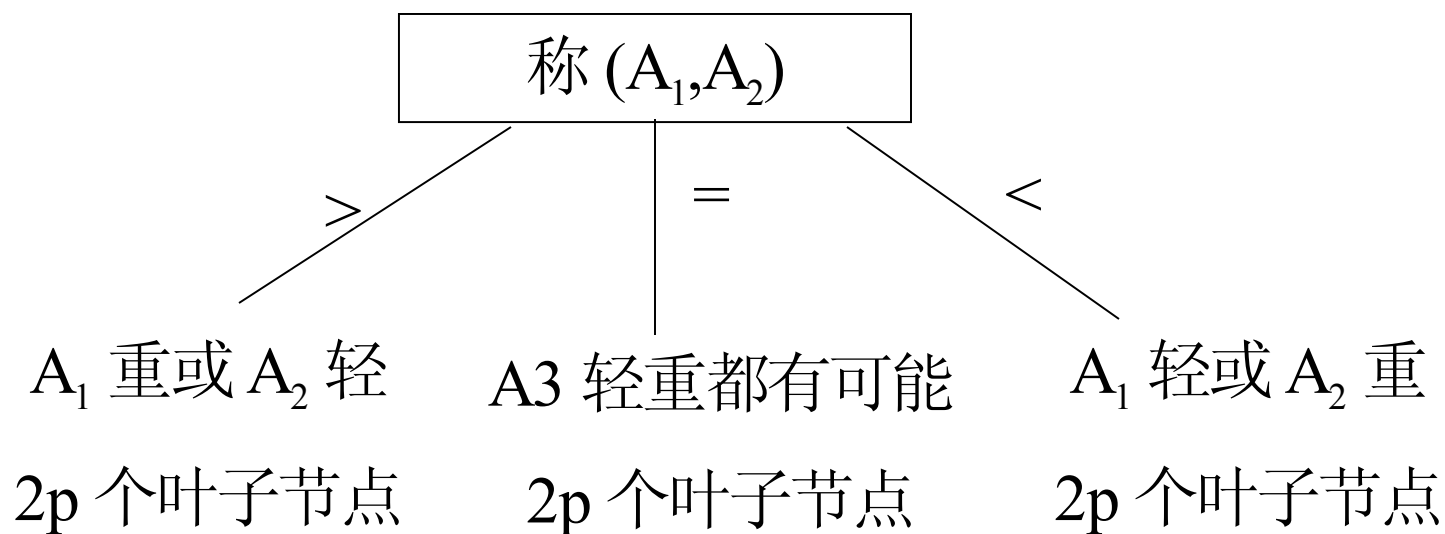 称 (A₁,A₂)
> = <
A₁ 重或 A₂ 轻
A3 轻重都有可能
A₁ 轻或 A₂ 重
2p 个叶子节点
2p 个叶子节点
2p 个叶子节点